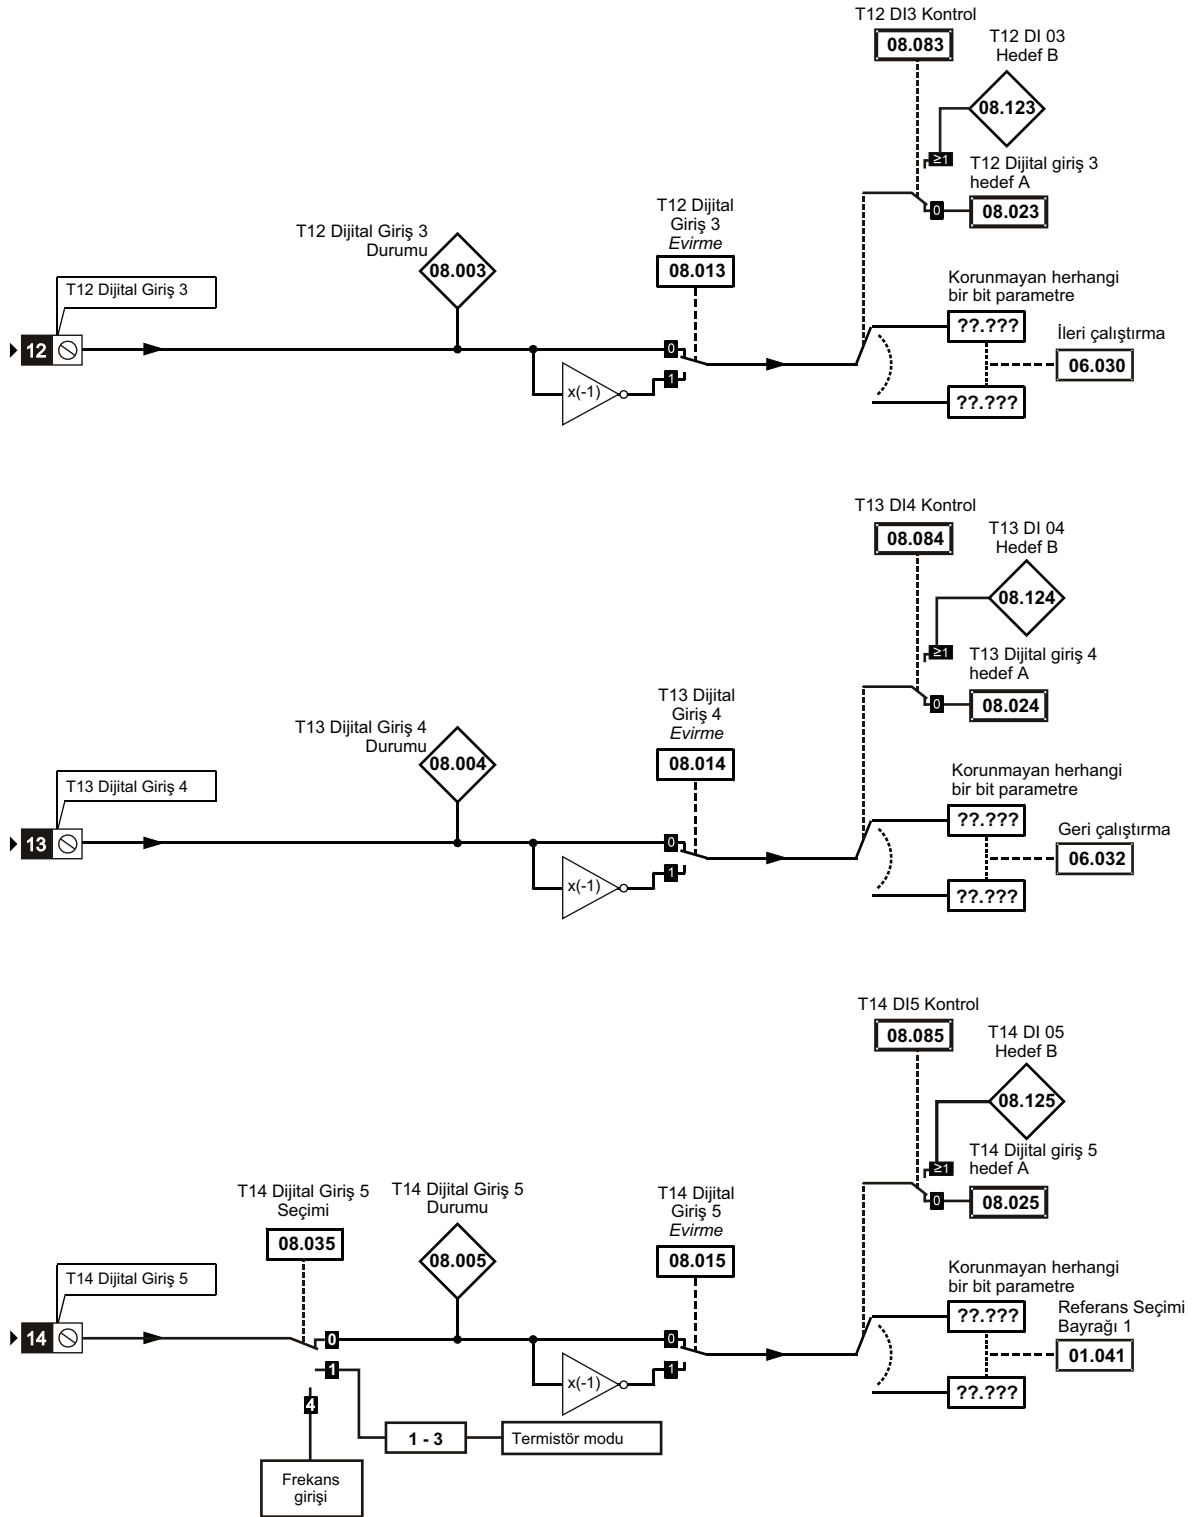 T12 DI3 Kontrol
08.083
T12 DI 03
Hedef B
08.123
≥1
T12 Dijital giriş 3
hedef A
0
08.023
T12 Dijital Giriş 3
Durumu
08.003
T12 Dijital
Giriş 3
Evirme
08.013
T12 Dijital Giriş 3
12
x(-1)
0
1
Korunmayan herhangi
bir bit parametre
??.???
İleri çalıştırma
06.030
??.???
T13 DI4 Kontrol
08.084
T13 DI 04
Hedef B
08.124
≥1
T13 Dijital giriş 4
hedef A
0
08.024
T13 Dijital Giriş 4
Durumu
08.004
T13 Dijital
Giriş 4
Evirme
08.014
T13 Dijital Giriş 4
13
x(-1)
0
1
Korunmayan herhangi
bir bit parametre
??.???
Geri çalıştırma
06.032
??.???
T14 DI5 Kontrol
08.085
T14 DI 05
Hedef B
08.125
≥1
T14 Dijital giriş 5
hedef A
0
08.025
T14 Dijital Giriş 5
Seçimi
08.035
T14 Dijital Giriş 5
Durumu
08.005
T14 Dijital
Giriş 5
Evirme
08.015
T14 Dijital Giriş 5
14
0
1
4
x(-1)
0
1
Korunmayan herhangi
bir bit parametre
??.???
Referans Seçimi
Bayrağı 1
01.041
??.???
1 - 3
Termistör modu
Frekans
girişi